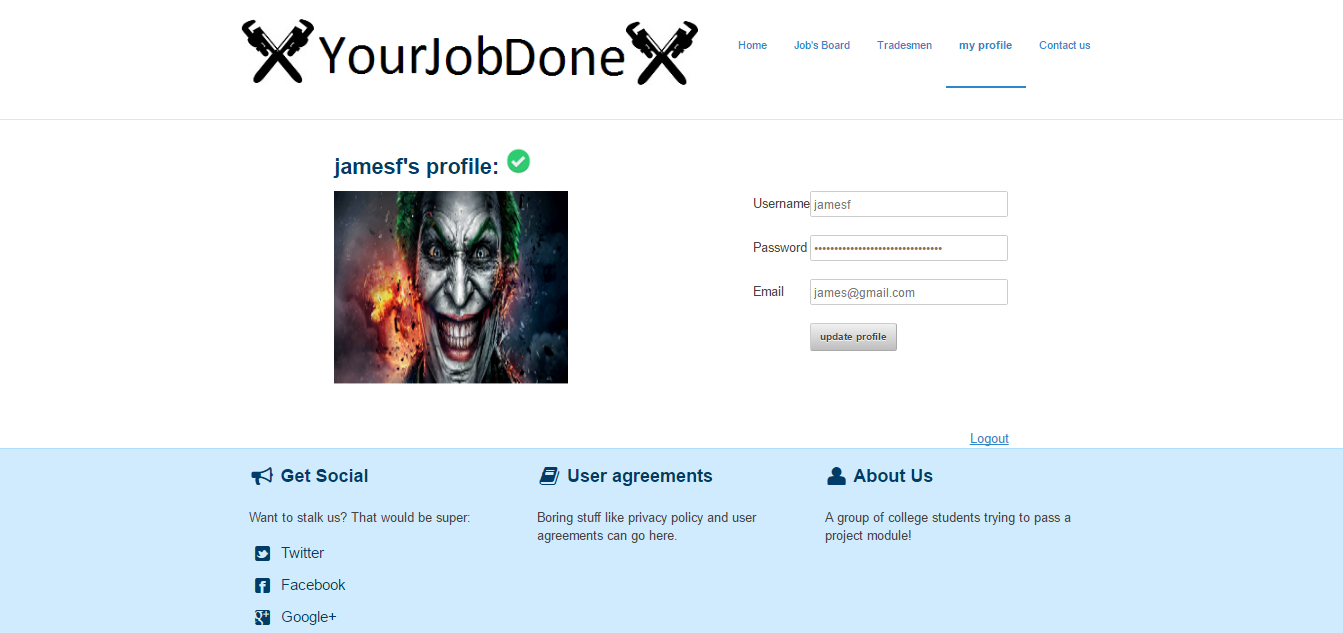 YourJobDone
Home
Job's Board
Tradesmen
my profile
Contact us
jamesf's profile:
Username
jamesf
Password
••••••••••••••••••••••••••••••••
Email
james@gmail.com
update profile
Logout
Get Social
Want to stalk us? That would be super:
Twitter
Facebook
Google+
User agreements
Boring stuff like privacy policy and user
agreements can go here.
About Us
A group of college students trying to pass a
project module!